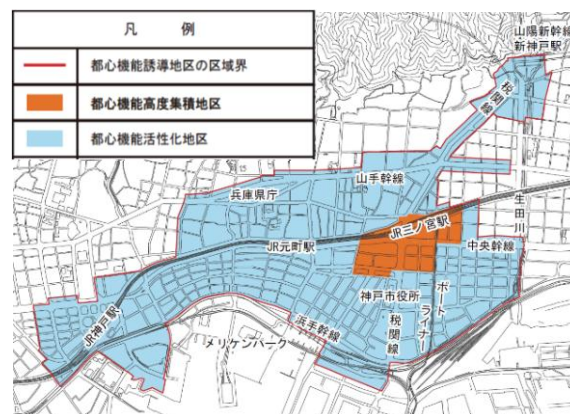 凡 例
都心機能誘導地区の区域界
都心機能高度集積地区
都心機能活性化地区
山陽新幹線
新神戸駅
税関線
山手幹線
兵庫県庁
生田川
JR三ノ宮駅
JR元町駅
中央幹線
神戸市役所
ポートライナー
税関線
浜手幹線
JR神戸駅
メリケンパーク